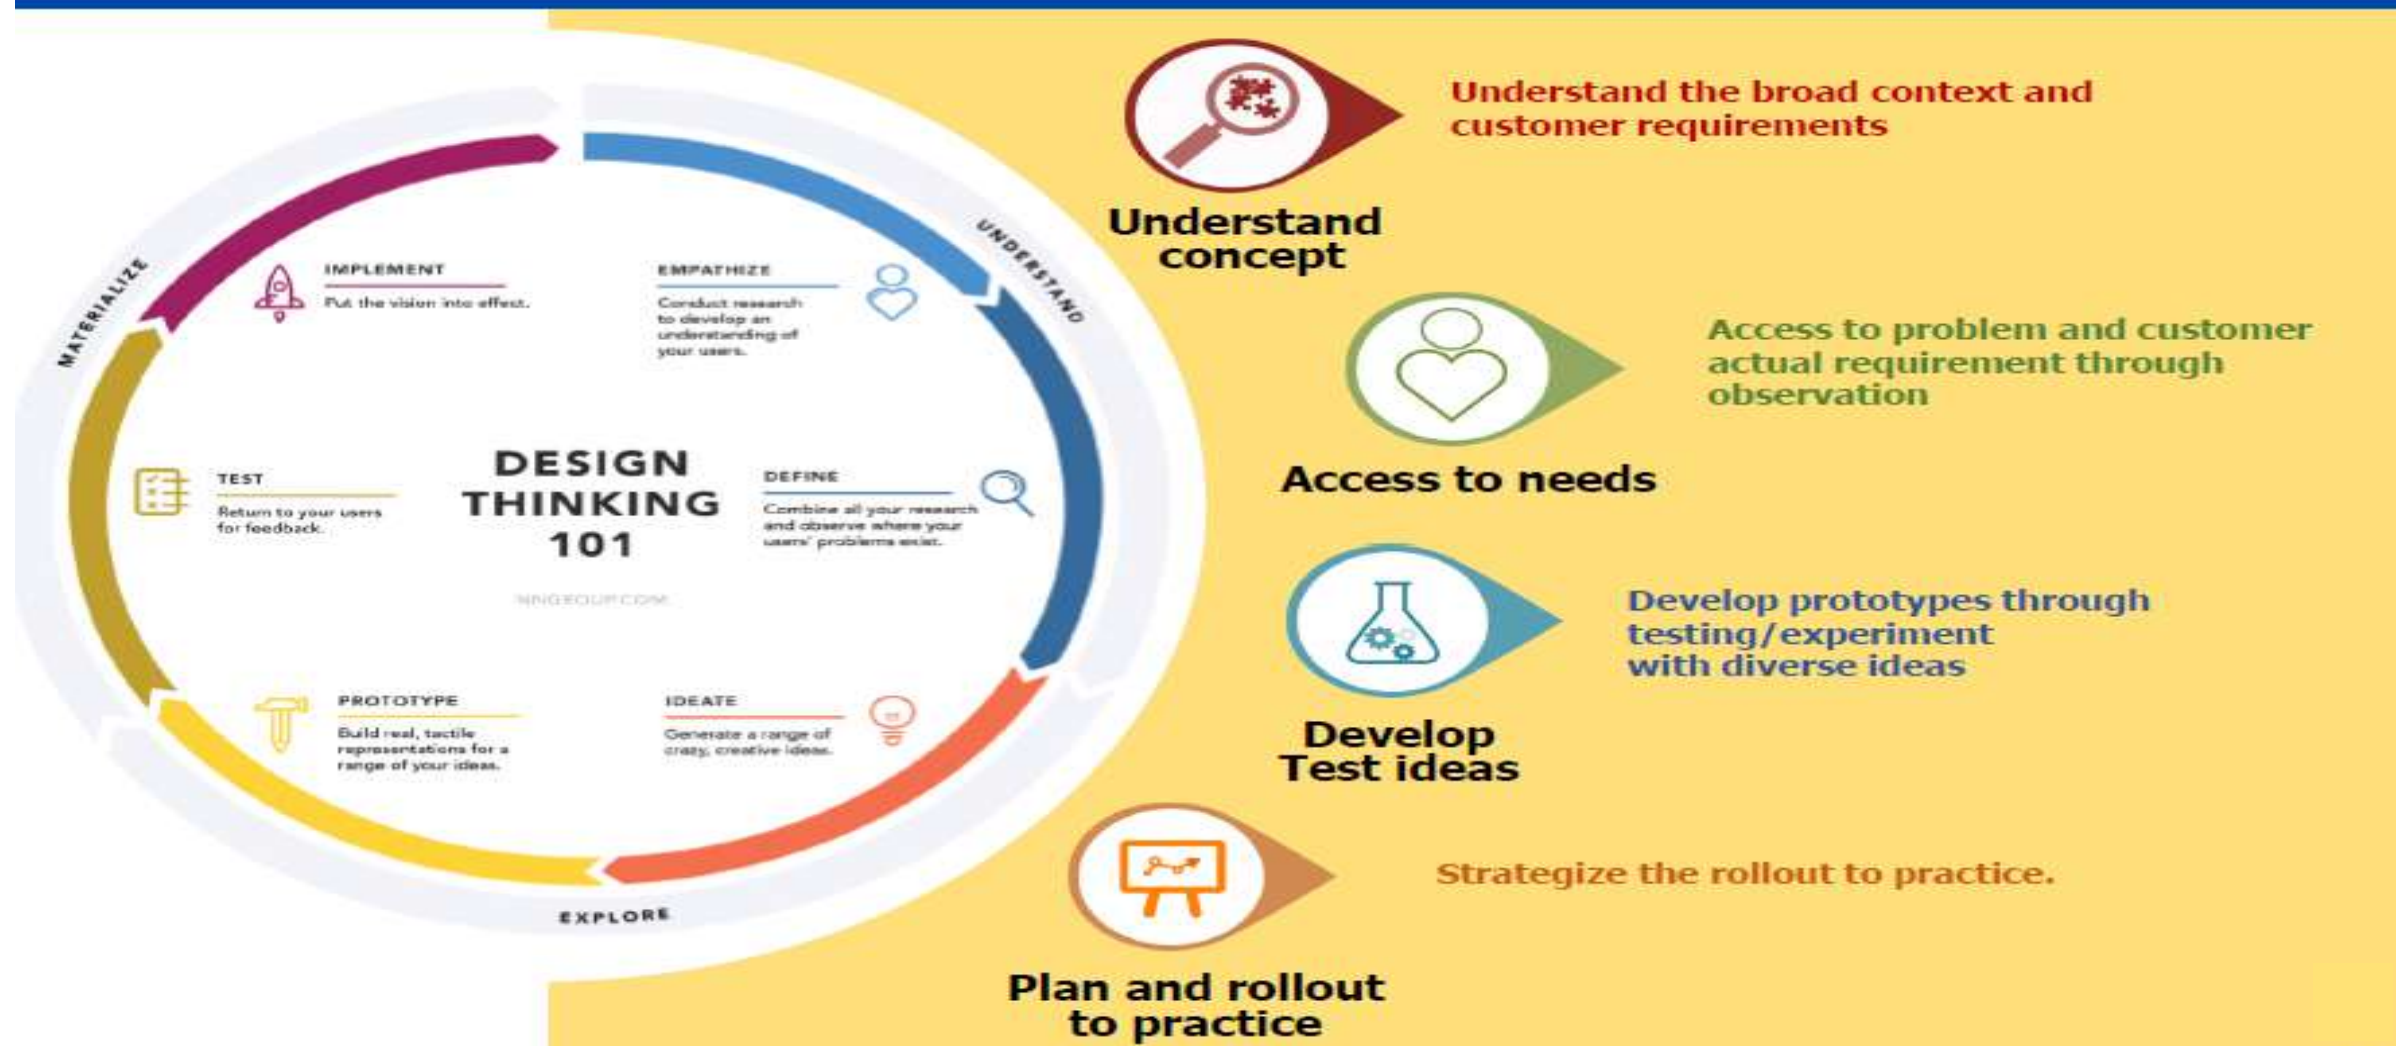 MATERIALIZE
UNDERSTAND
EXPLORE
IMPLEMENT
Put the vision into effect.
EMPATHIZE
Conduct research
to develop an
understanding of
your users.
TEST
Return to your users
for feedback.
DESIGN
THINKING
101
NNGROUP.COM
DEFINE
Combine all your research
and observe where your
users' problems exist.
PROTOTYPE
Build real, tactile
representations for a
range of your ideas.
IDEATE
Generate a range of
crazy, creative ideas.
Understand the broad context and
customer requirements
Understand
concept
Access to problem and customer
actual requirement through
observation
Access to needs
Develop prototypes through
testing/experiment
with diverse ideas
Develop
Test ideas
Strategize the rollout to practice.
Plan and rollout
to practice